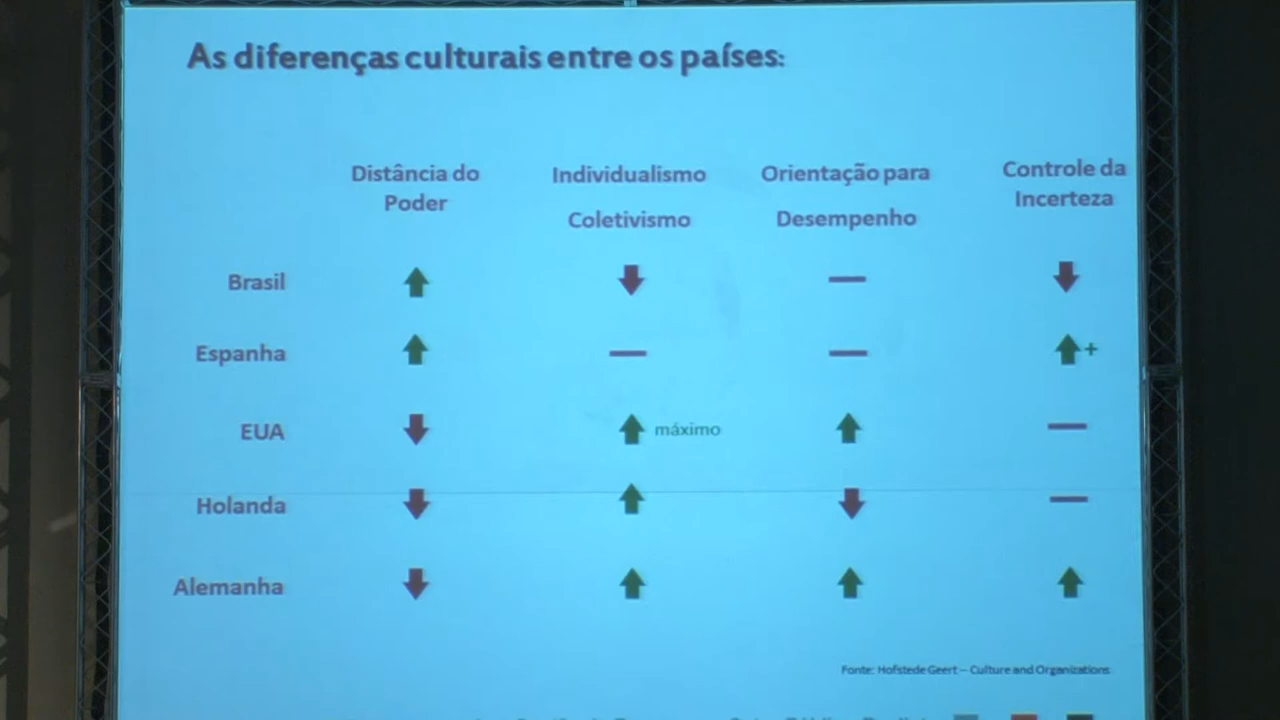 As diferenças culturais entre os países:
Distância do Poder
Individualismo
Coletivismo
Orientação para
Desempenho
Controle da
Incerteza
Brasil
Espanha
+
EUA
máximo
Holanda
Alemanha
Fonte: Hofstede Geert – Culture and Organizations